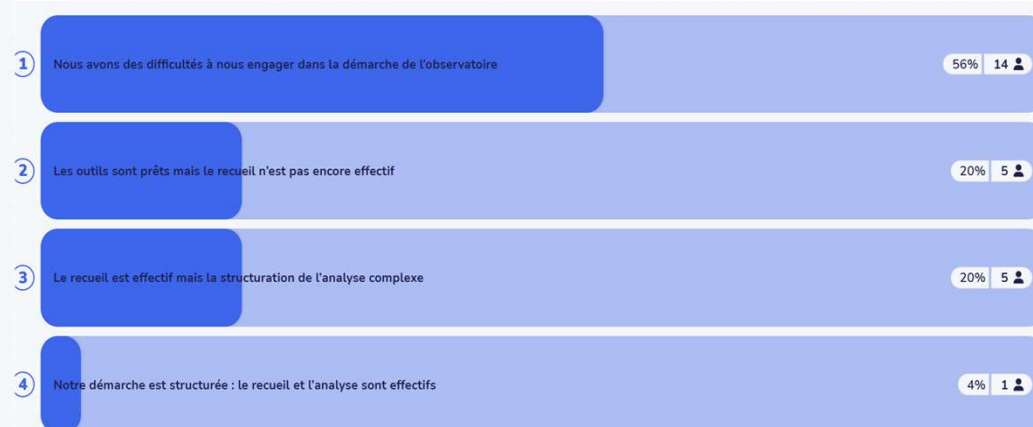 1 Nous avons des difficultés à nous engager dans la démarche de l'observatoire 56% 14
2 Les outils sont prêts mais le recueil n'est pas encore effectif 20% 5
3 Le recueil est effectif mais la structuration de l'analyse complexe 20% 5
4 Notre démarche est structurée : le recueil et l'analyse sont effectifs 4% 1